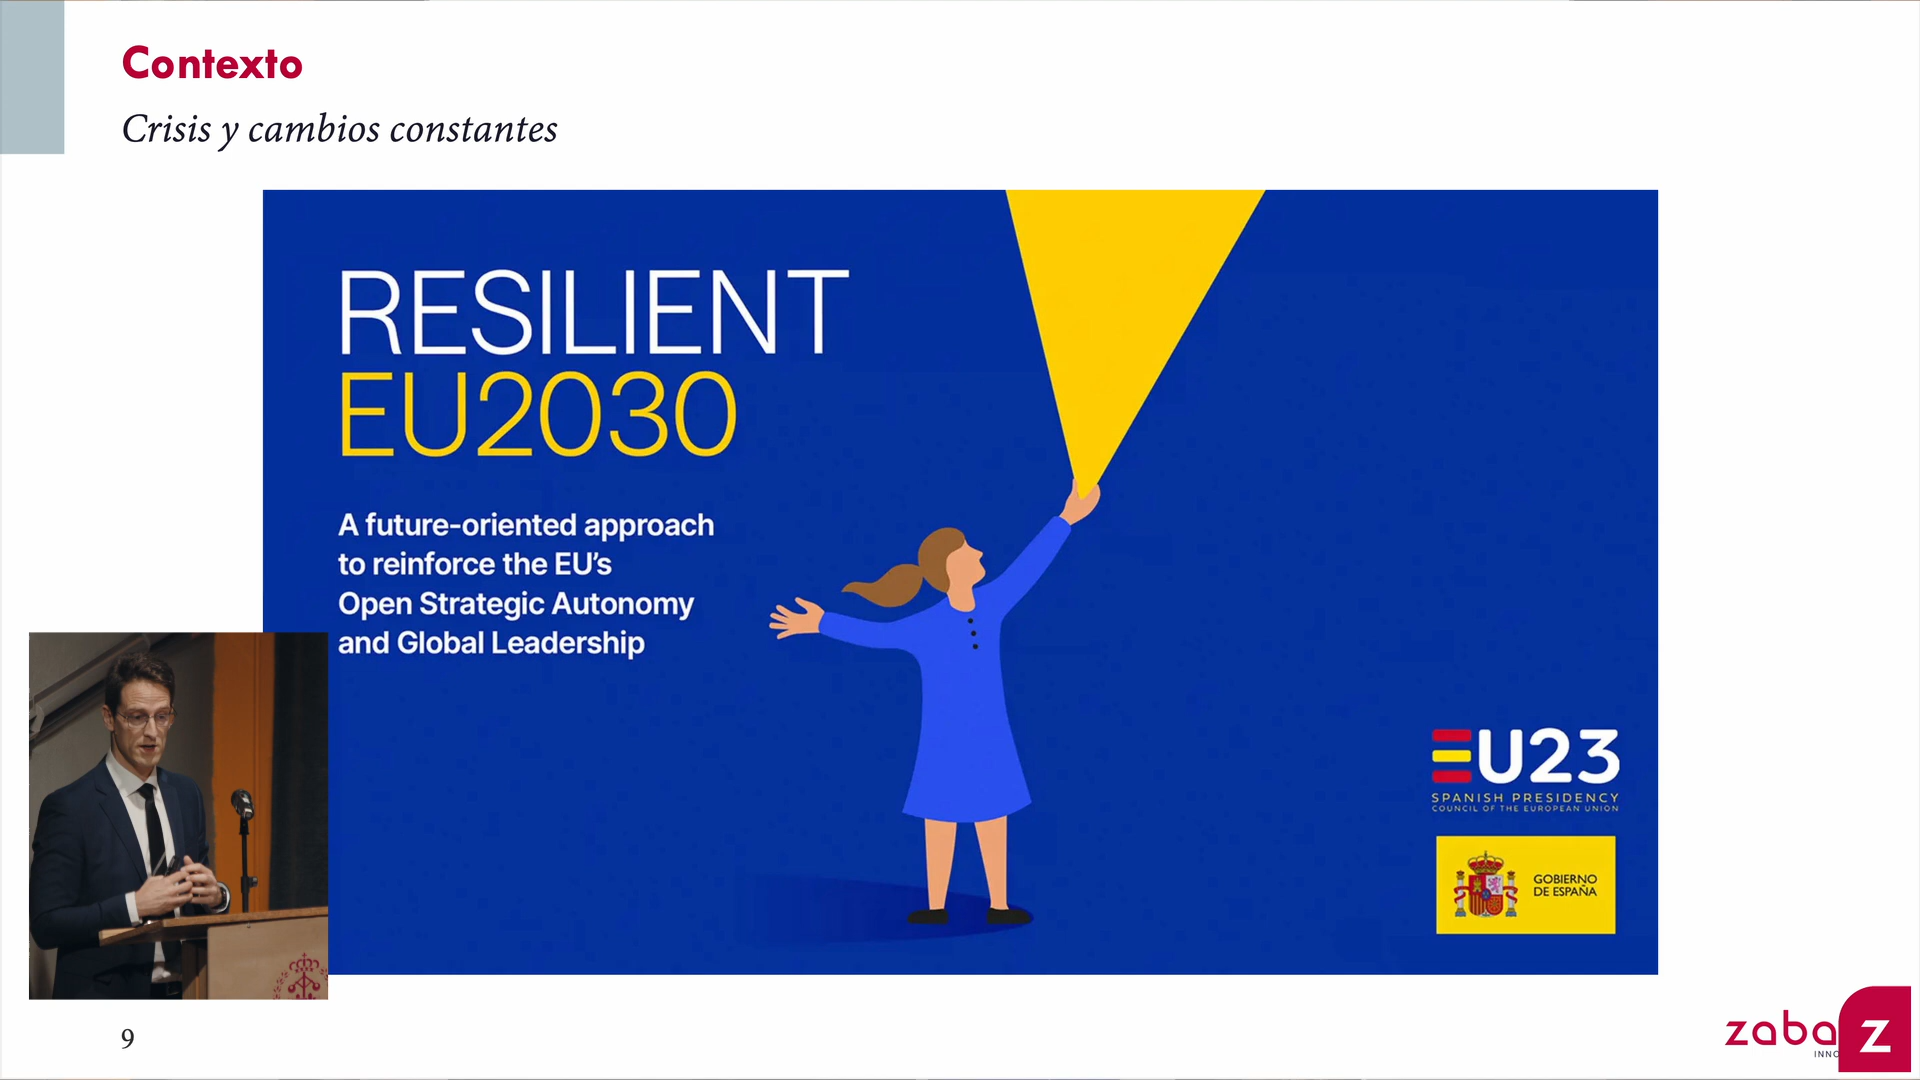 Contexto
Crisis y cambios constantes
RESILIENT
EU2030
A future-oriented approach
to reinforce the EU’s
Open Strategic Autonomy
and Global Leadership
EU23
SPANISH PRESIDENCY
COUNCIL OF THE EUROPEAN UNION
GOBIERNO
DE ESPAÑA
9
zaba
INNO
z